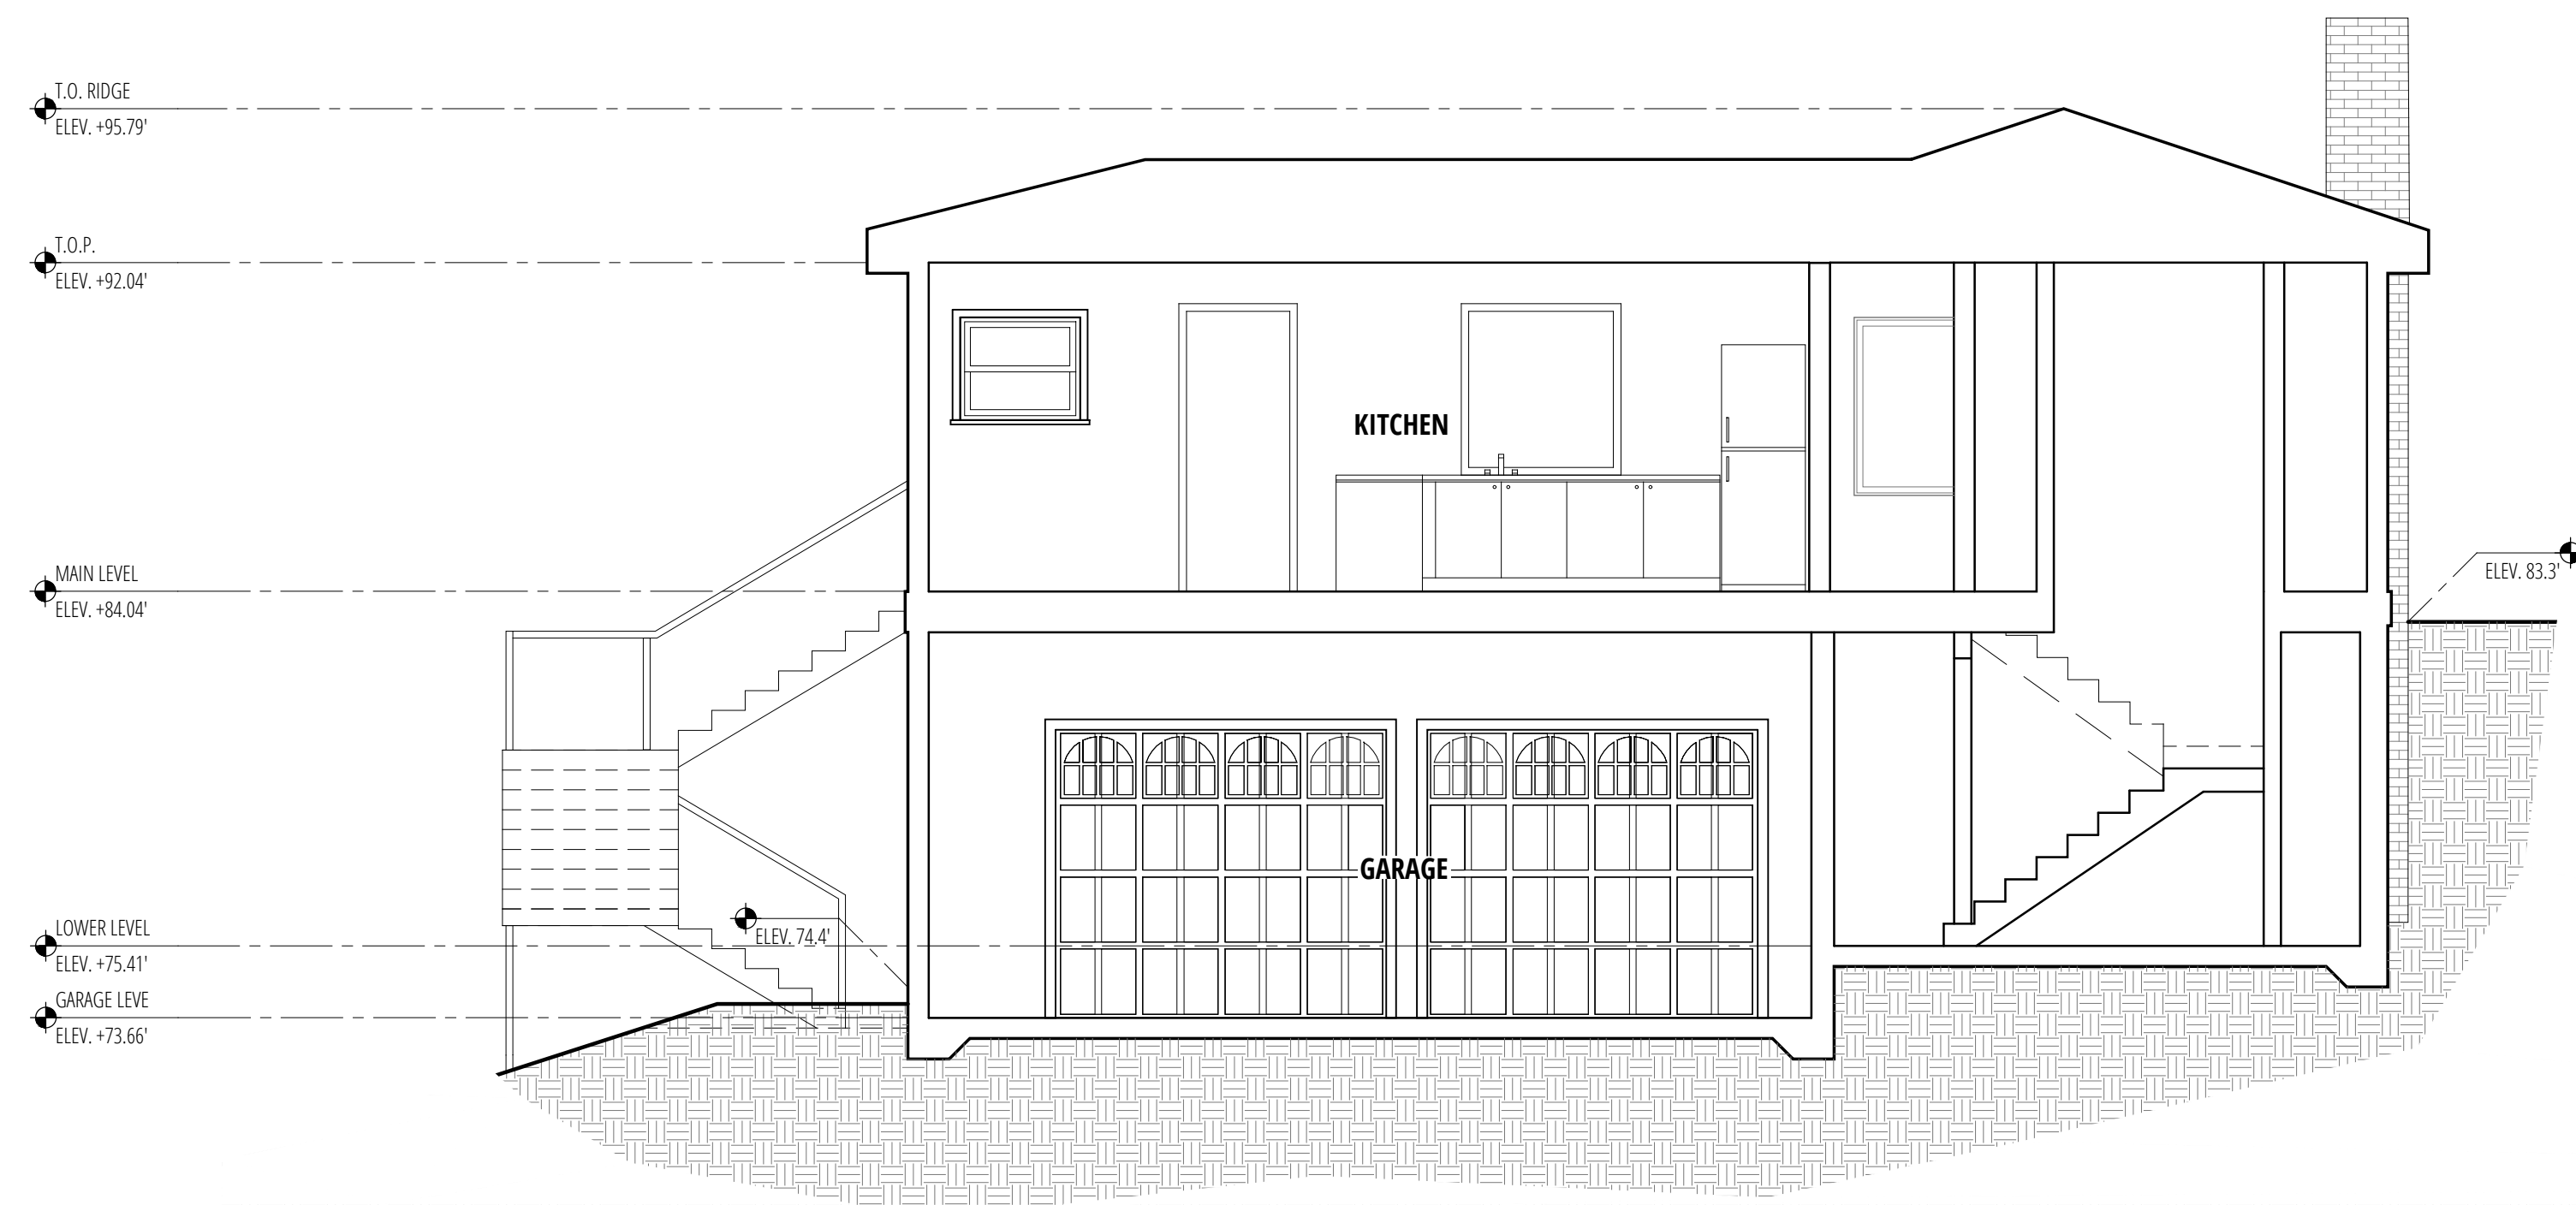 T.O. RIDGE
ELEV. +95.79'
T.O.P.
ELEV. +92.04'
KITCHEN
MAIN LEVEL
ELEV. +84.04'
ELEV. 83.3'
GARAGE
LOWER LEVEL
ELEV. +75.41'
ELEV. 74.4'
GARAGE LEVE
ELEV. +73.66'